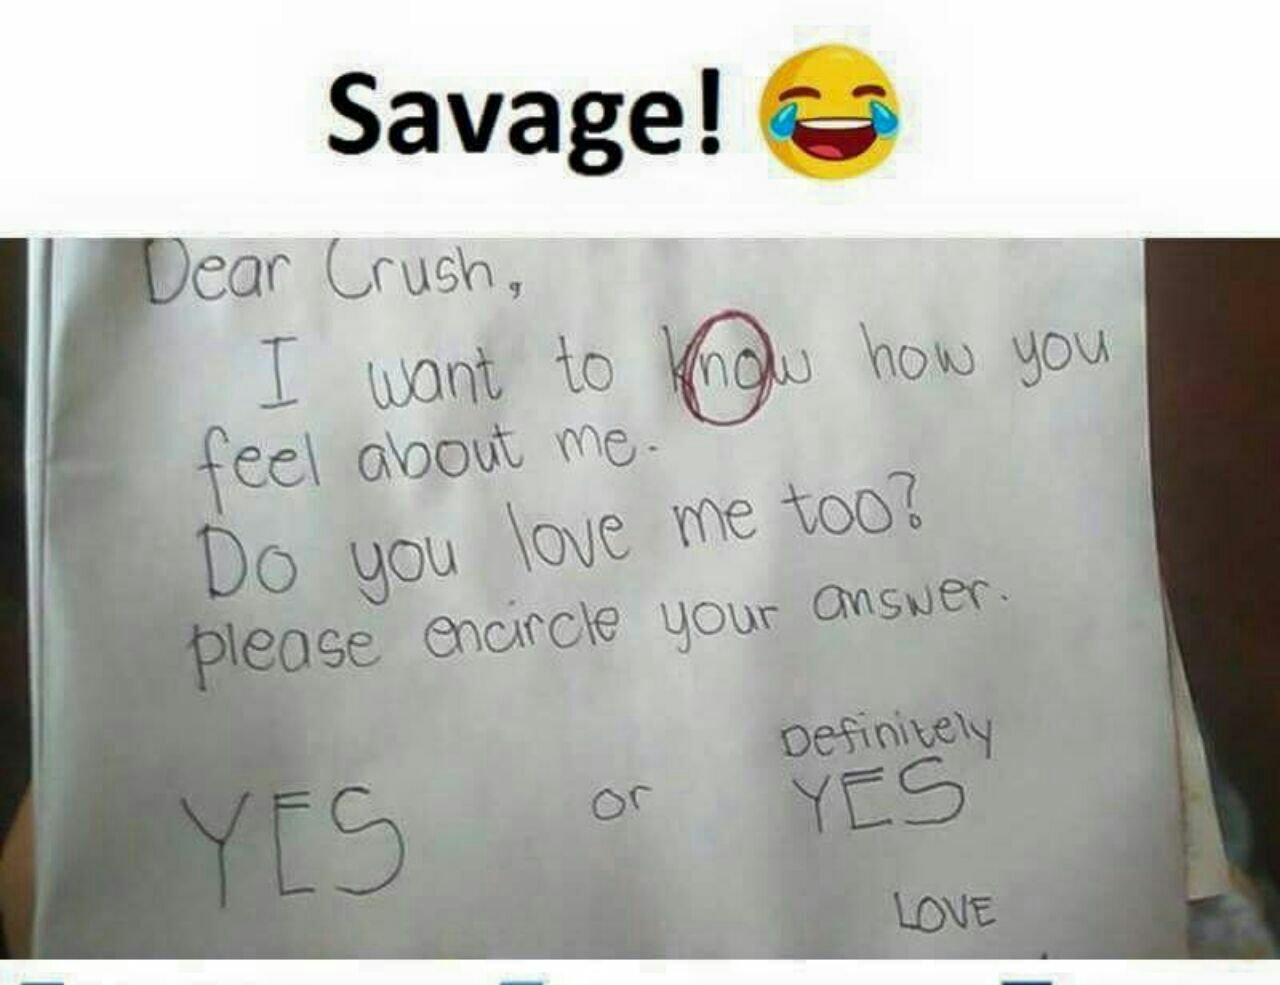 Savage! 😂
Dear Crush,
I want to know how you
feel about me.
Do you love me too?
please encircle your answer.
Definitely
YES or YES
LOVE